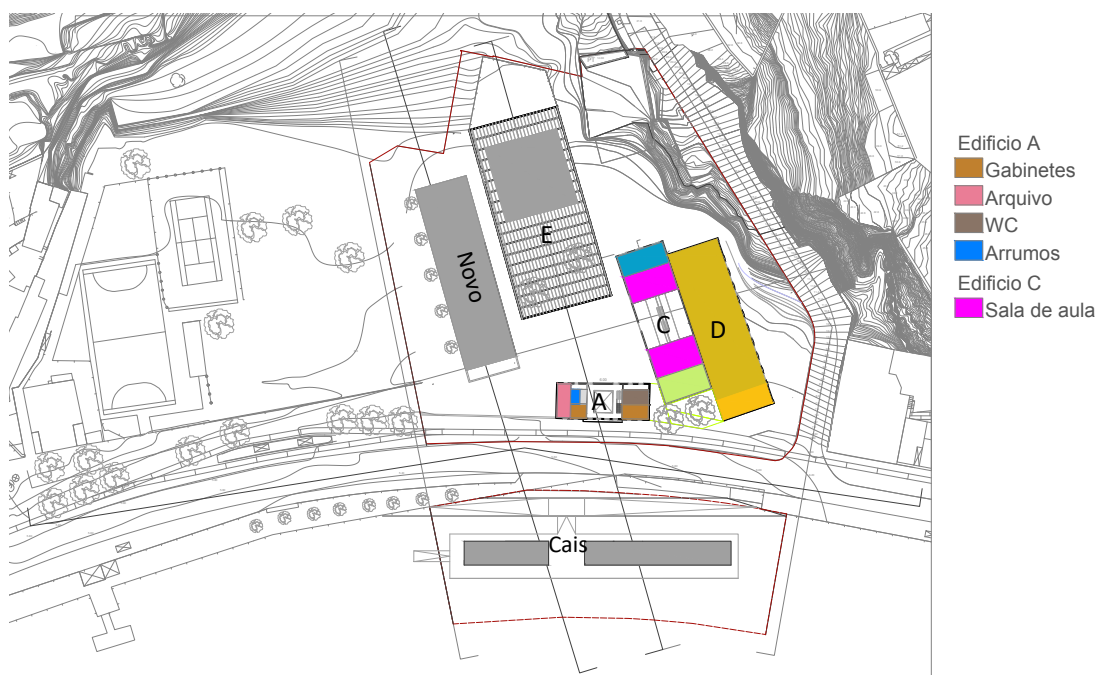 Novo
E
C
D
A
Cais
Edificio A
Gabinetes
Arquivo
WC
Arrumos
Edificio C
Sala de aula